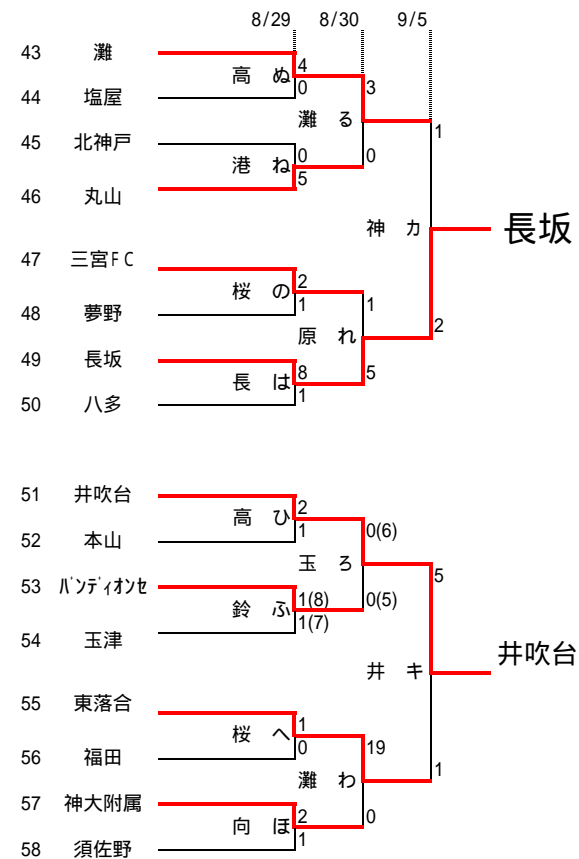 8/29 8/30 9/5
43 灘
高 ぬ 4
0 3
44 塩屋
灘 る
1
45 北神戸
0 0
港 ね 5
46 丸山
神 カ 長坂
47 三宮FC
桜 の 2
1 1
48 夢野
原 れ 2
49 長坂
長 は 8 5
1
50 八多
51 井吹台
高 ひ 2
1 0(6)
52 本山
玉 ろ
5
53 バンディオンセ
1(8) 0(5)
鈴 ふ
1(7)
54 玉津
井吹台
井 キ
55 東落合
桜 へ 1
0 19
56 福田
灘 わ 1
57 神大附属
向 ほ 2 0
1
58 須佐野